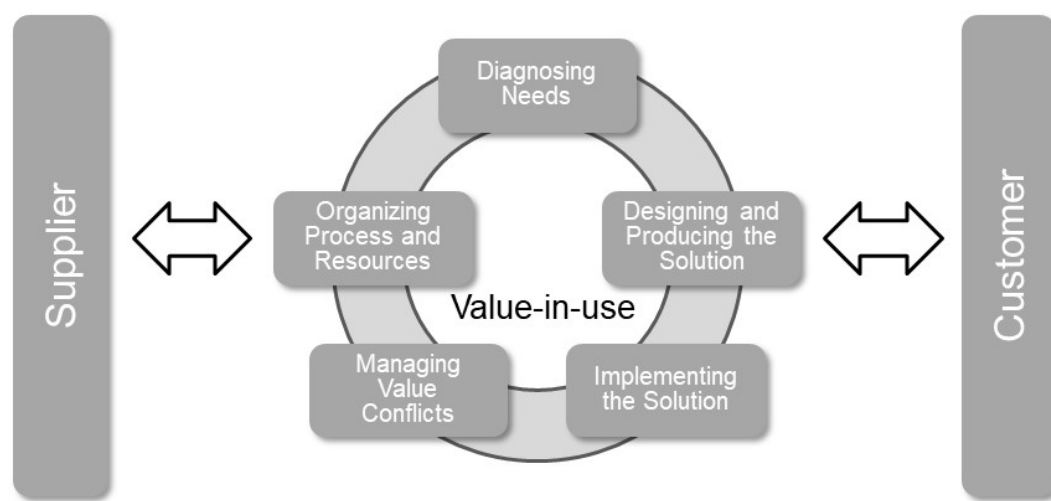 Supplier
Diagnosing
Needs
Organizing
Process and
Resources
Designing and
Producing the
Solution
Value-in-use
Managing
Value
Conflicts
Implementing
the Solution
Customer